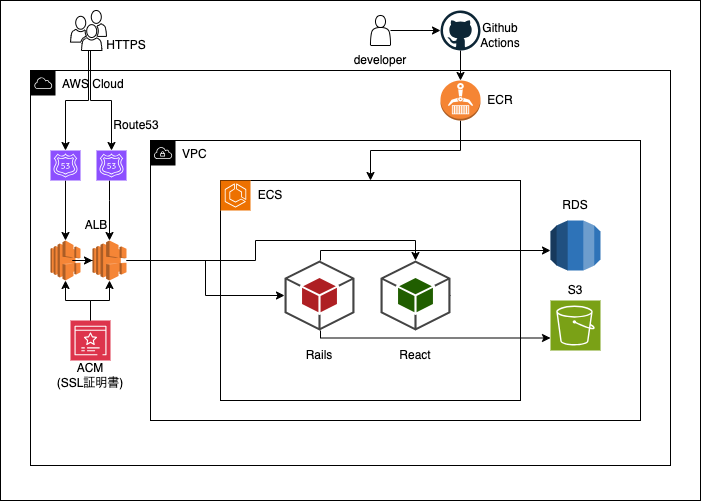 HTTPS
developer
Github
Actions
AWS Cloud
ECR
Route53
53
53
VPC
ECS
RDS
ALB
S3
Rails
React
ACM
(SSL証明書)